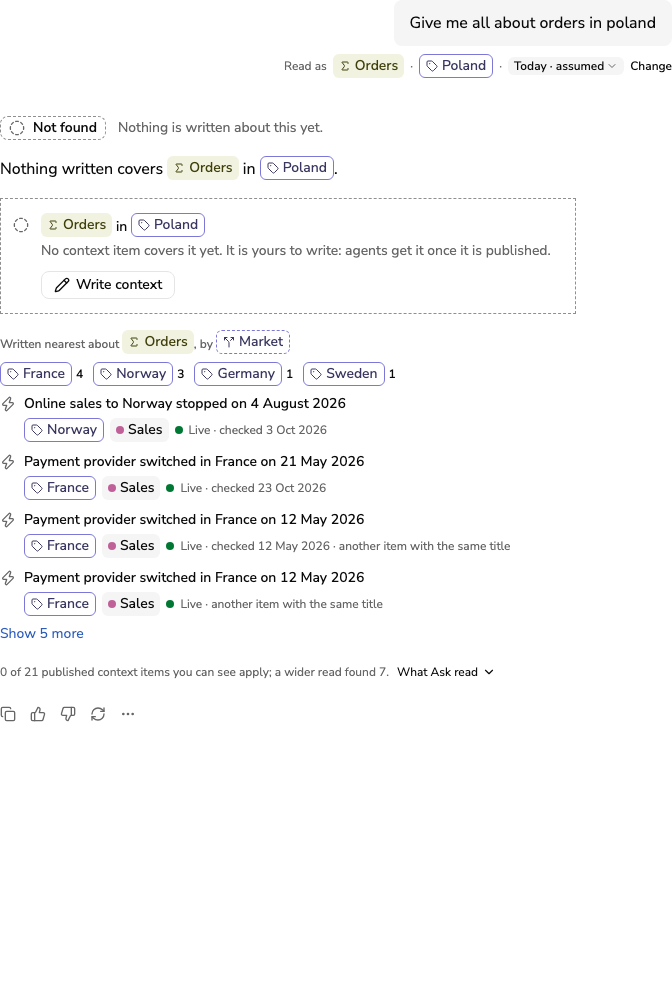 Give me all about orders in poland
Read as Orders · Poland · Today · assumed Change
Not found Nothing is written about this yet.
Nothing written covers Orders in Poland.
Orders in Poland
No context item covers it yet. It is yours to write: agents get it once it is published.
Write context
Written nearest about Orders, by Market
France 4 Norway 3 Germany 1 Sweden 1
Online sales to Norway stopped on 4 August 2026
Norway Sales Live · checked 3 Oct 2026
Payment provider switched in France on 21 May 2026
France Sales Live · checked 23 Oct 2026
Payment provider switched in France on 12 May 2026
France Sales Live · checked 12 May 2026 · another item with the same title
Payment provider switched in France on 12 May 2026
France Sales Live · another item with the same title
Show 5 more
0 of 21 published context items you can see apply; a wider read found 7. What Ask read